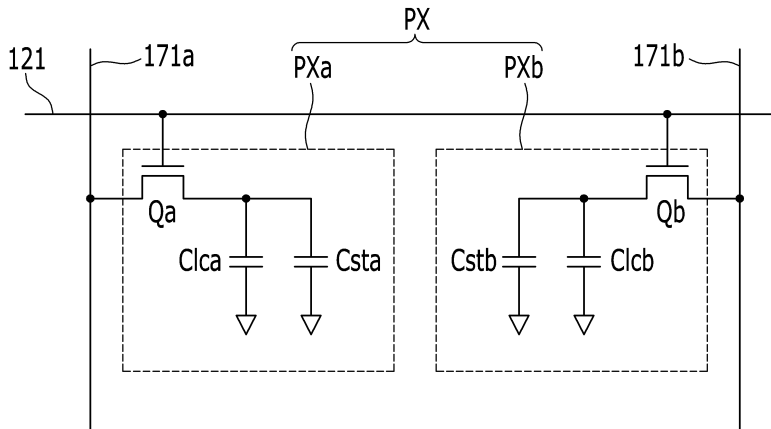 PX
121
171a
PXa
PXb
171b
Qa
Qb
Clca
Csta
Cstb
Clcb